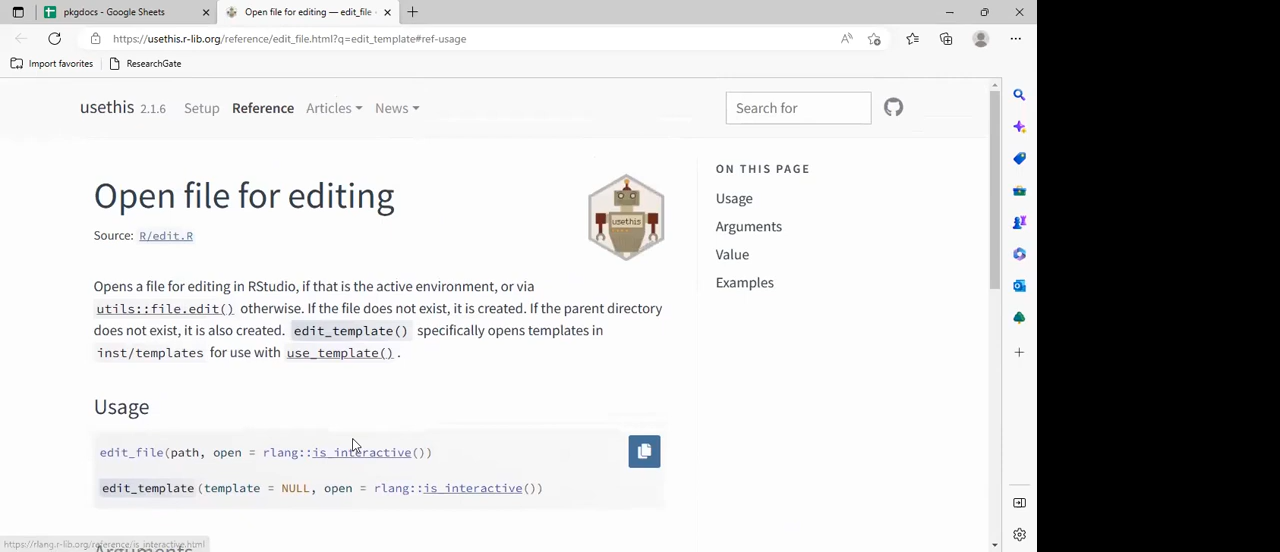 pkgdocs - Google Sheets
Open file for editing — edit_file
https://usethis.r-lib.org/reference/edit_file.html?q=edit_template#ref-usage
Import favorites
ResearchGate
usethis 2.1.6 Setup Reference Articles News
Search for
Open file for editing
usethis
Source: R/edit.R
Opens a file for editing in RStudio, if that is the active environment, or via
utils::file.edit() otherwise. If the file does not exist, it is created. If the parent directory
does not exist, it is also created. edit_template() specifically opens templates in
inst/templates for use with use_template() .
Usage
edit_file(path, open = rlang::is_interactive())
edit_template(template = NULL, open = rlang::is_interactive())
Arguments
ON THIS PAGE
Usage
Arguments
Value
Examples
https://rlang.r-lib.org/reference/is_interactive.html